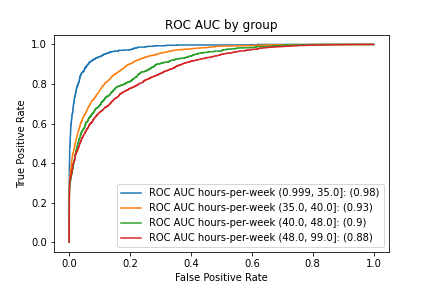 ROC AUC by group
True Positive Rate
1.0
0.8
0.6
0.4
0.2
0.0
ROC AUC hours-per-week (0.999, 35.0]: (0.98)
ROC AUC hours-per-week (35.0, 40.0]: (0.93)
ROC AUC hours-per-week (40.0, 48.0]: (0.9)
ROC AUC hours-per-week (48.0, 99.0]: (0.88)
0.0 0.2 0.4 0.6 0.8 1.0
False Positive Rate